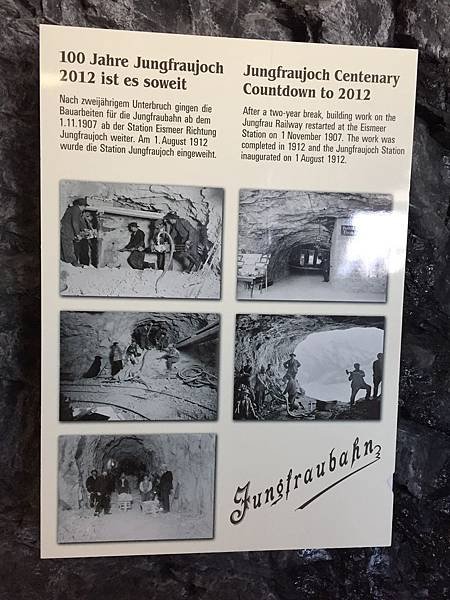 100 Jahre Jungfraujoch
2012 ist es soweit
Nach zweijährigem Unterbruch gingen die
Bauarbeiten für die Jungfraubahn ab dem
1.11.1907 ab der Station Eismeer Richtung
Jungfraujoch weiter. Am 1. August 1912
wurde die Station Jungfraujoch eingeweiht.
Jungfraujoch Centenary
Countdown to 2012
After a two-year break, building work on the
Jungfrau Railway restarted at the Eismeer
Station on 1 November 1907. The work was
completed in 1912 and the Jungfraujoch Station
inaugurated on 1 August 1912.
Jungfraubahn